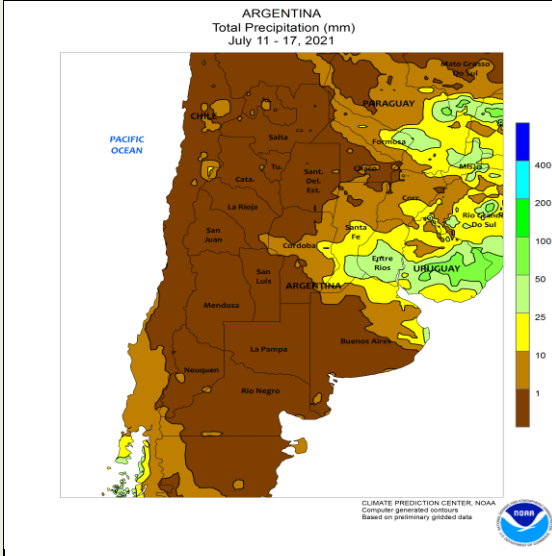 ARGENTINA
Total Precipitation (mm)
July 11 - 17, 2021
Mato Grosso
Do Sul
PARAGUAY
CHILE
PACIFIC
OCEAN
Salta
Formosa
Tu.
Chaco
Cata.
Sant.
Del.
Est.
La Rioja
Corr.
Rio Grande
Do Sul
San
Juan
Santa
Fe
Cordoba
Entre
Rios
URUGUAY
San
Luis
ARGENTINA
Mendoza
Buenos Aires
La Pampa
Neuquen
Rio Negro
400
200
100
50
25
10
1
CLIMATE PREDICTION CENTER, NOAA
Computer generated contours
Based on preliminary gridded data
NOAA